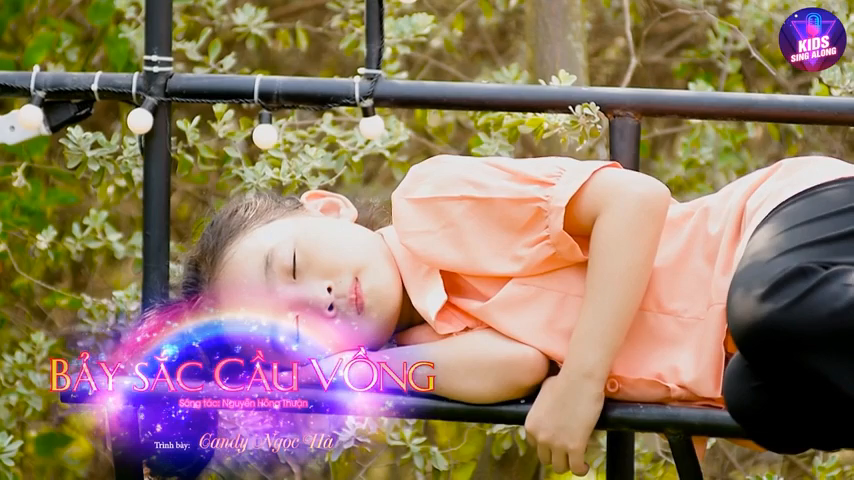 KIDS
SING ALONG
BẢY SẮC CẦU VỒNG
Sáng tác: Nguyễn Hồng Thuận
Trình bày: Candy Ngọc Hà